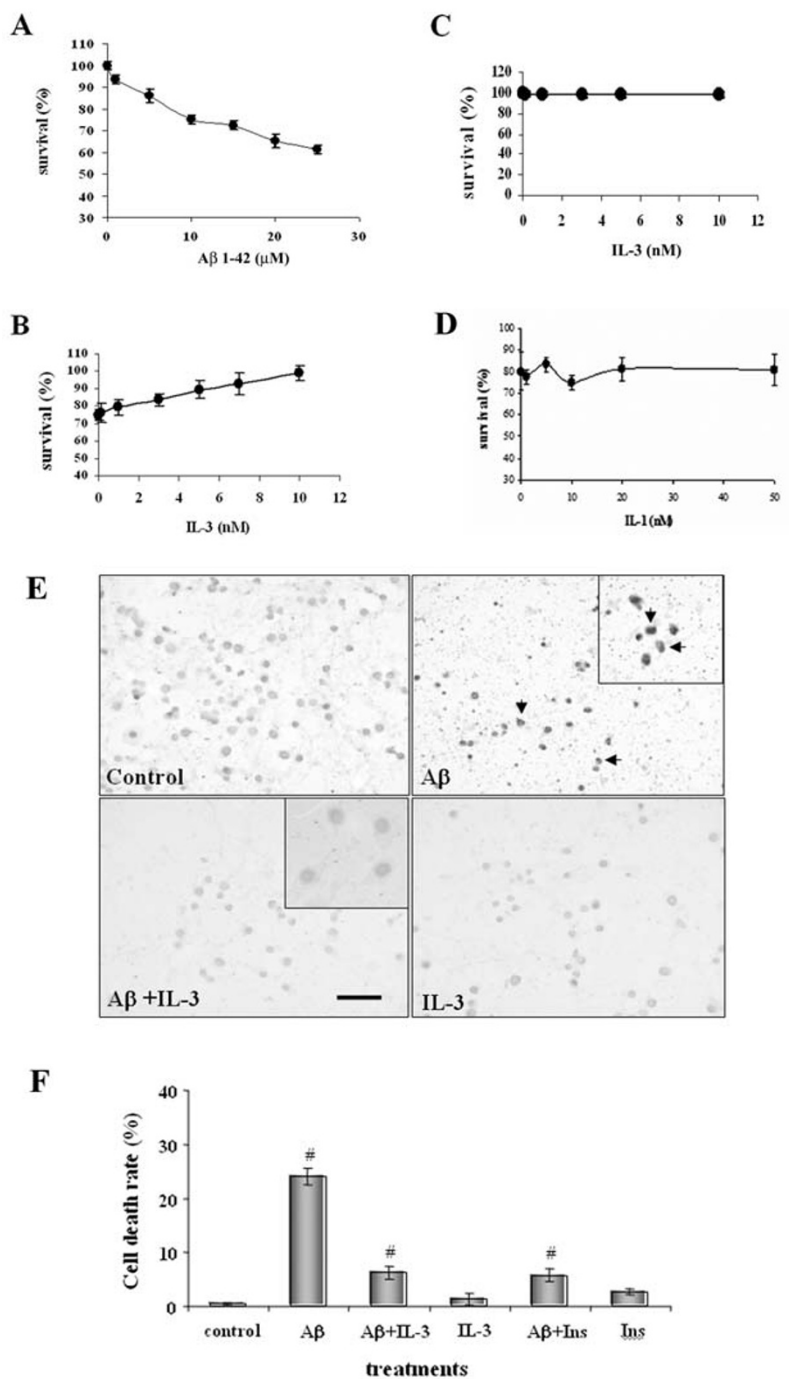 A
110
100
90
80
70
60
50
40
30
survival (%)
0 10 20 30
Aβ 1-42 (μM)
C
120
100
80
60
40
20
0
survival (%)
0 2 4 6 8 10 12
IL-3 (nM)
B
110
100
90
80
70
60
50
40
survival (%)
0 2 4 6 8 10 12
IL-3 (nM)
D
100
90
80
70
60
50
40
30
survival (%)
0 10 20 30 40 50
IL-1(nM)
E
Control
Aβ
Aβ +IL-3
IL-3
F
40
30
20
10
0
Cell death rate (%)
# # #
control Aβ Aβ+IL-3 IL-3 Aβ+Ins Ins
treatments